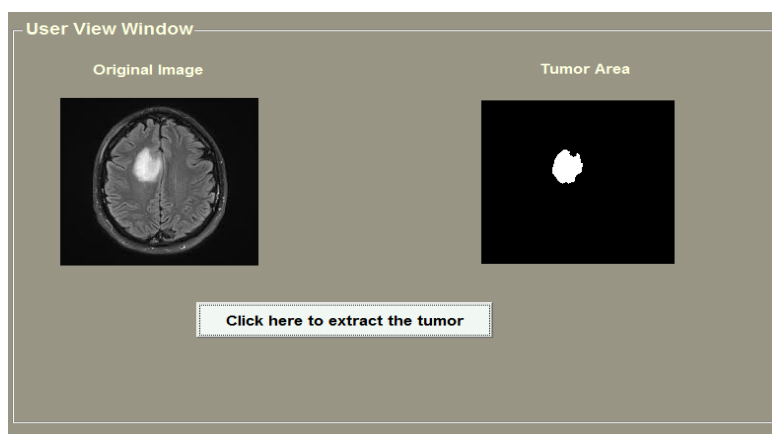 User View Window
Original Image
Tumor Area
Click here to extract the tumor